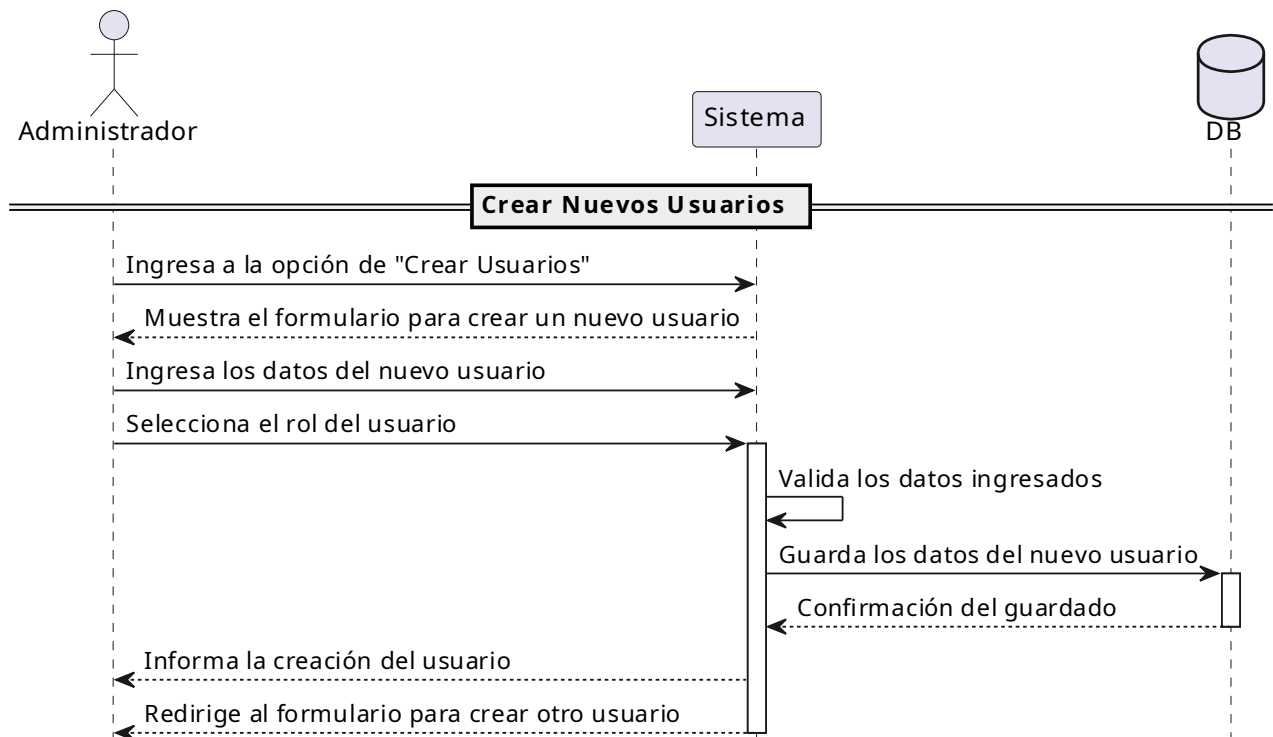 Administrador
Sistema
DB
Crear Nuevos Usuarios
Ingresa a la opción de "Crear Usuarios"
Muestra el formulario para crear un nuevo usuario
Ingresa los datos del nuevo usuario
Selecciona el rol del usuario
Valida los datos ingresados
Guarda los datos del nuevo usuario
Confirmación del guardado
Informa la creación del usuario
Redirige al formulario para crear otro usuario